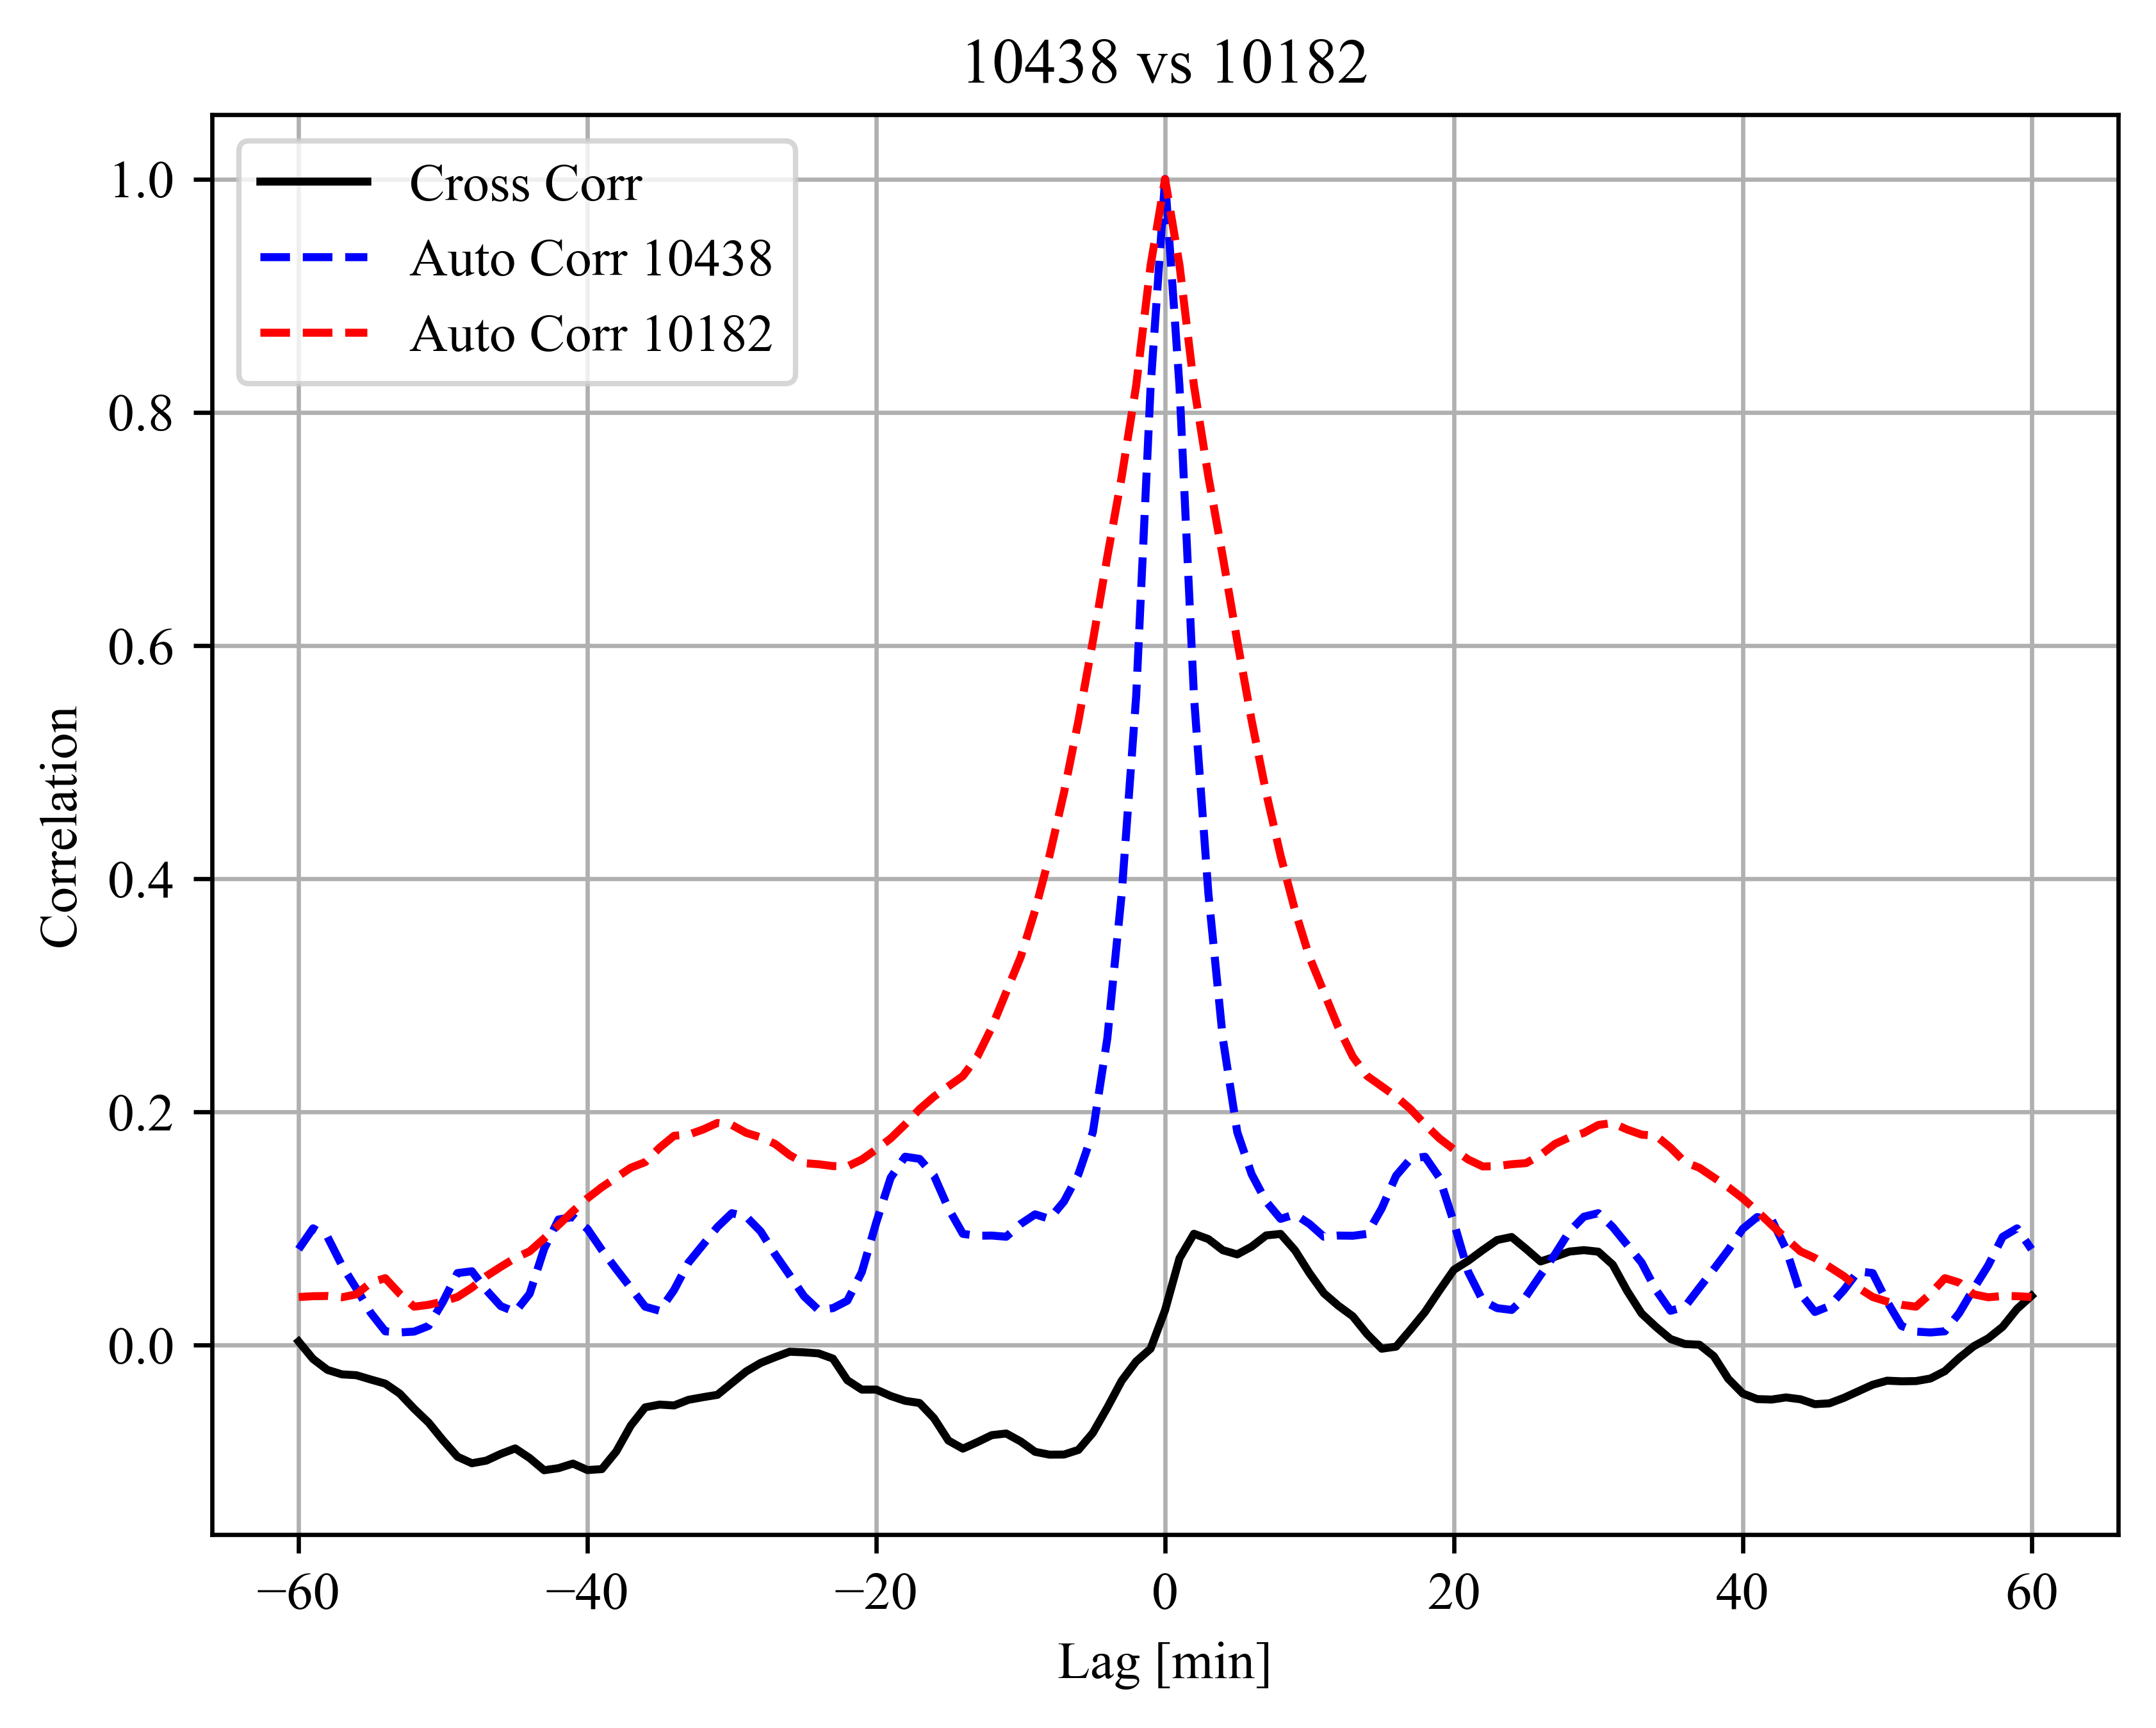 10438 vs 10182
Cross Corr
Auto Corr 10438
Auto Corr 10182
1.0
0.8
0.6
0.4
0.2
0.0
Correlation
−60 −40 −20 0 20 40 60
Lag [min]